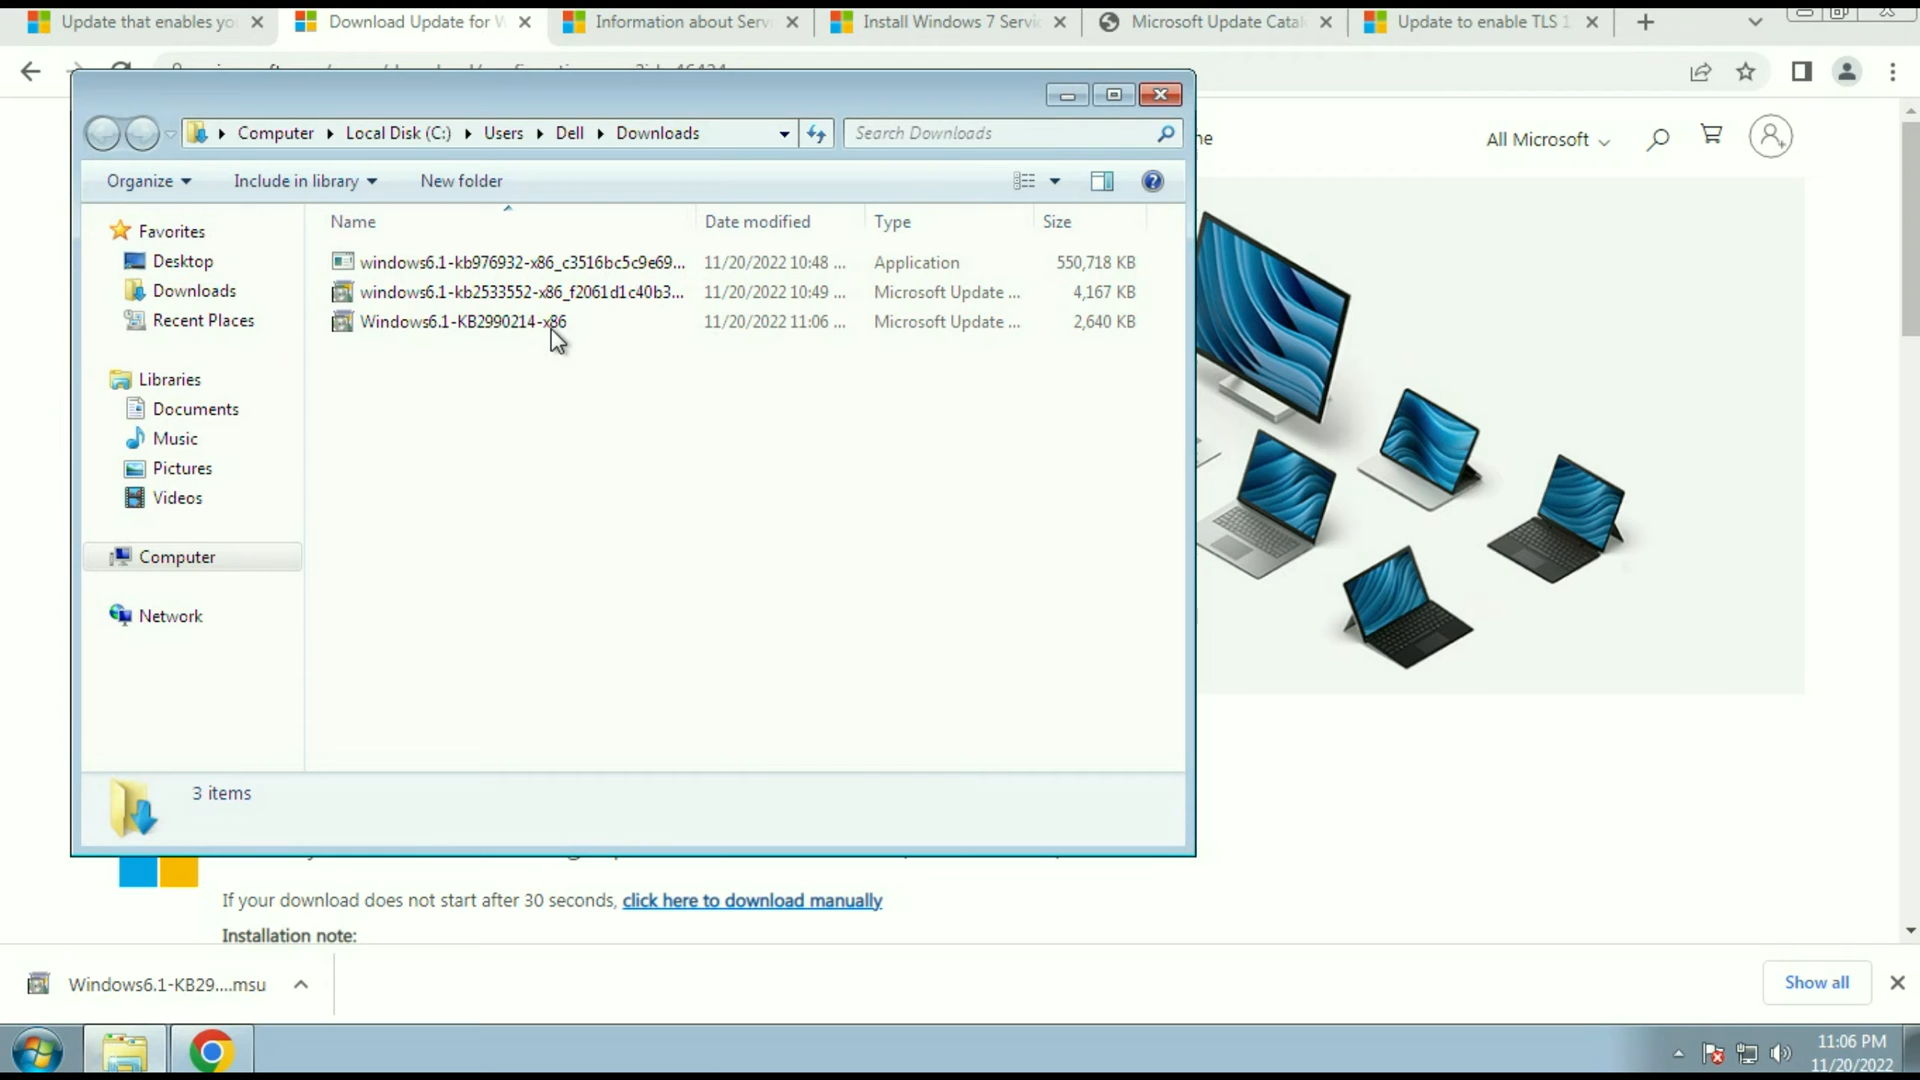 Update that enables yo
Download Update for W
Information about Serv
Install Windows 7 Servic
Microsoft Update Catal
Update to enable TLS 1
Computer
Local Disk (C:)
Users
Dell
Downloads
Search Downloads
All Microsoft
Organize
Include in library
New folder
Name
Date modified
Type
Size
Favorites
Desktop
Downloads
Recent Places
Libraries
Documents
Music
Pictures
Videos
Computer
Network
windows6.1-kb976932-x86_c3516bc5c9e69... 11/20/2022 10:48 ... Application 550,718 KB
windows6.1-kb2533552-x86_f2061d1c40b3... 11/20/2022 10:49 ... Microsoft Update ... 4,167 KB
Windows6.1-KB2990214-x86 11/20/2022 11:06 ... Microsoft Update ... 2,640 KB
3 items
If your download does not start after 30 seconds, click here to download manually
Installation note:
Windows6.1-KB29....msu
Show all
11:06 PM
11/20/2022